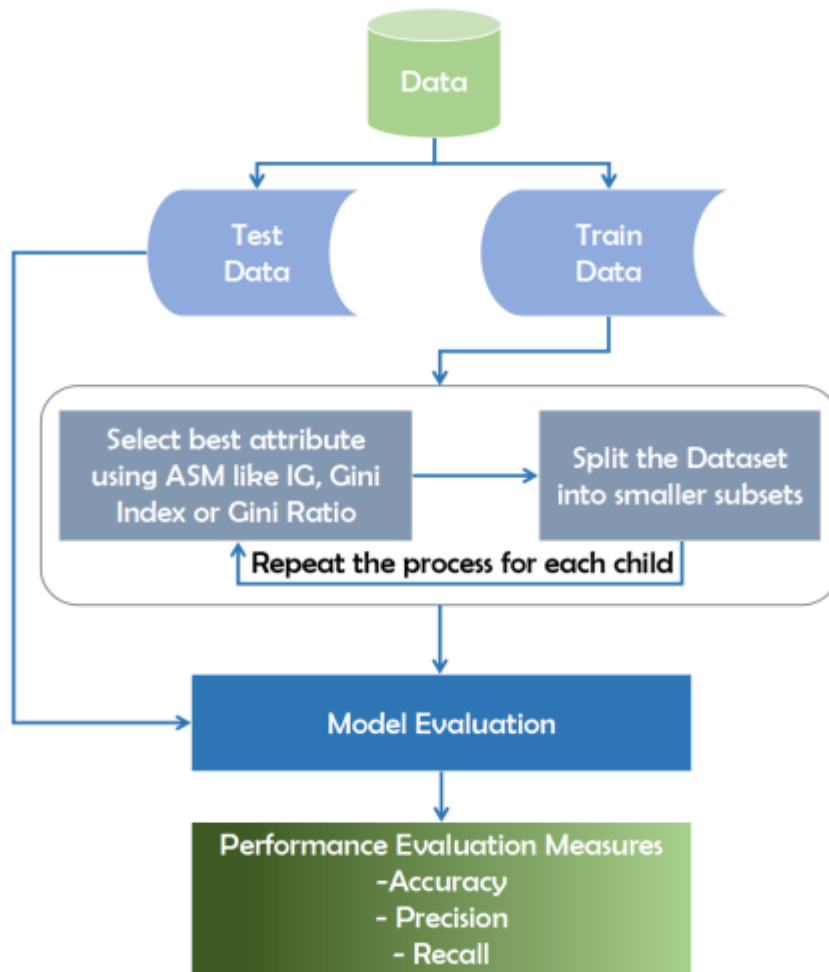 Data
Test
Data
Train
Data
Select best attribute
using ASM like IG, Gini
Index or Gini Ratio
Split the Dataset
into smaller subsets
Repeat the process for each child
Model Evaluation
Performance Evaluation Measures
-Accuracy
- Precision
- Recall